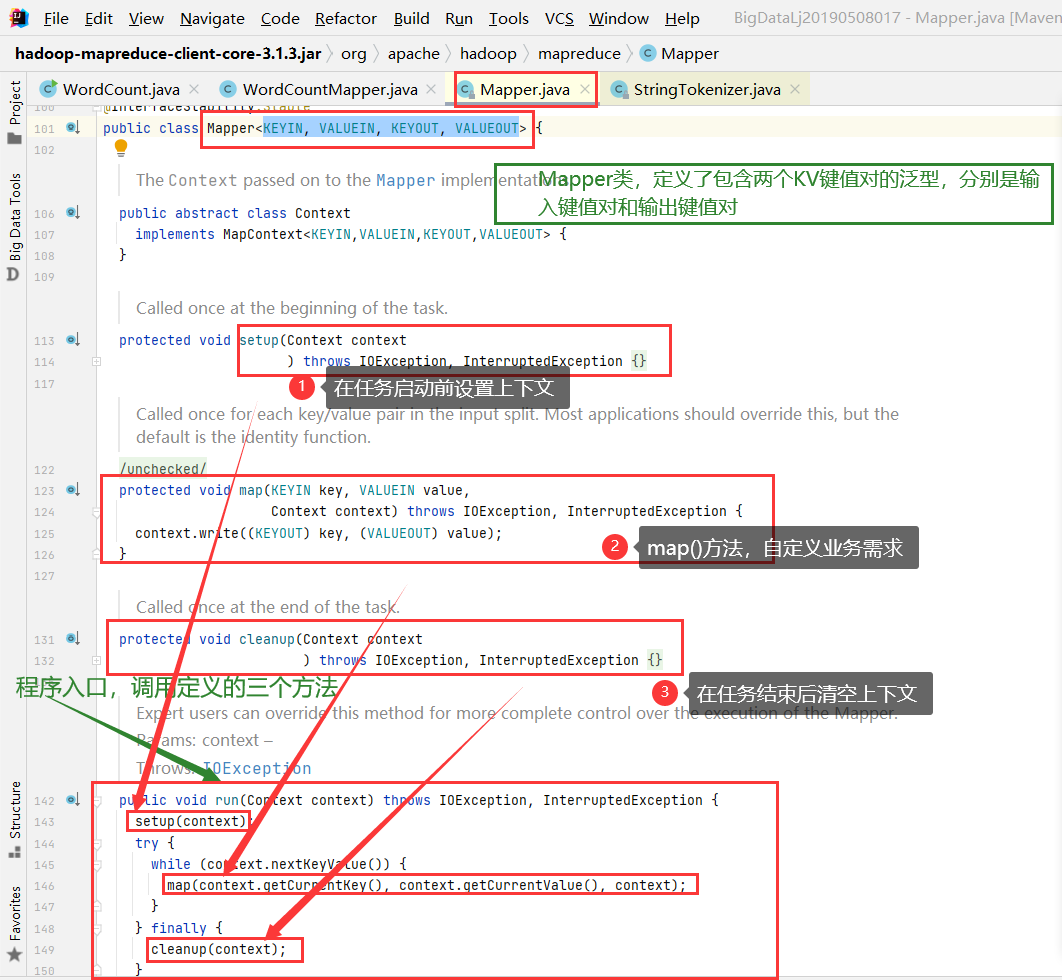 File Edit View Navigate Code Refactor Build Run Tools VCS Window Help BigDataLj20190508017 - Mapper.java [Maven
hadoop-mapreduce-client-core-3.1.3.jar org apache hadoop mapreduce Mapper
WordCount.java WordCountMapper.java Mapper.java StringTokenizer.java
Project
Big Data Tools
Structure
Favorites
100 @InterfaceStability.Stable
101 public class Mapper<KEYIN, VALUEIN, KEYOUT, VALUEOUT> {
102
The Context passed on to the Mapper implementations.
Mapper类，定义了包含两个KV键值对的泛型，分别是输
入键值对和输出键值对
106 public abstract class Context
107 implements MapContext<KEYIN,VALUEIN,KEYOUT,VALUEOUT> {
108 }
109
Called once at the beginning of the task.
113 protected void setup(Context context
114 ) throws IOException, InterruptedException {}
1 在任务启动前设置上下文
117
Called once for each key/value pair in the input split. Most applications should override this, but the
default is the identity function.
122 /unchecked/
123 protected void map(KEYIN key, VALUEIN value,
124 Context context) throws IOException, InterruptedException {
125 context.write((KEYOUT) key, (VALUEOUT) value);
126 }
2 map()方法，自定义业务需求
127
Called once at the end of the task.
131 protected void cleanup(Context context
132 ) throws IOException, InterruptedException {}
程序入口，调用定义的三个方法
3 在任务结束后清空上下文
Expert users can override this method for more complete control over the execution of the Mapper.
Params: context –
Throws: IOException
142 public void run(Context context) throws IOException, InterruptedException {
143 setup(context);
144 try {
145 while (context.nextKeyValue()) {
146 map(context.getCurrentKey(), context.getCurrentValue(), context);
147 }
148 } finally {
149 cleanup(context);
150 }